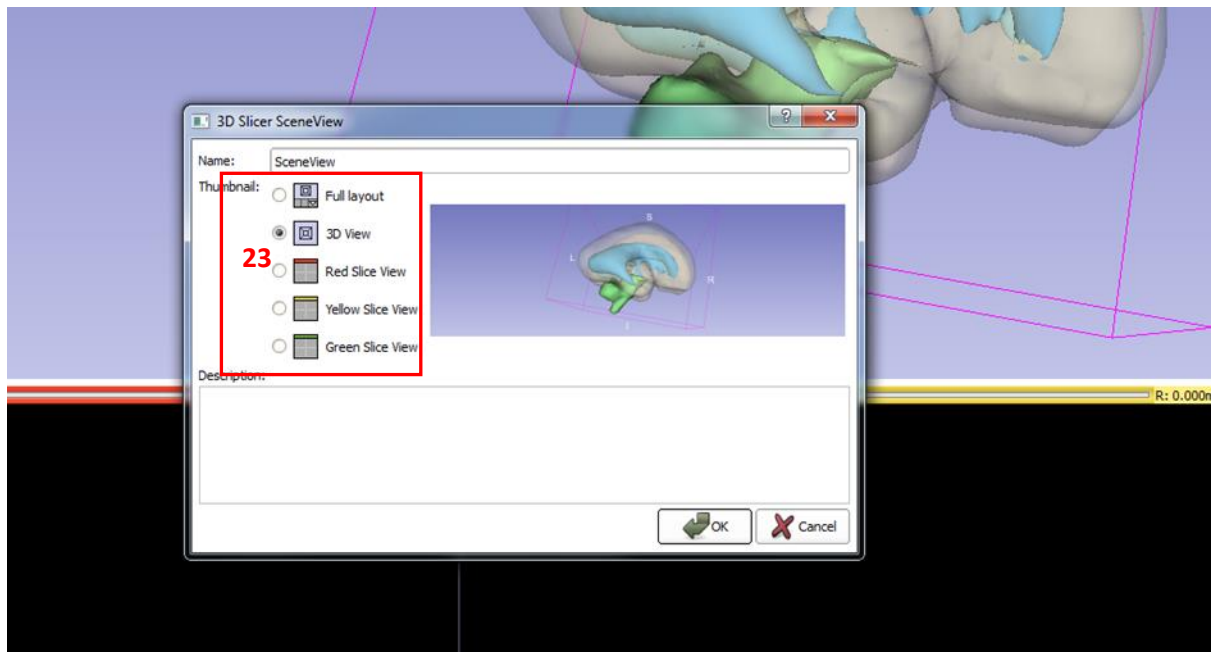 3D Slicer SceneView
Name: SceneView
Thumbnail: Full layout
3D View
23
Red Slice View
Yellow Slice View
Green Slice View
S
L
R
I
Description:
OK Cancel
R: 0.000m